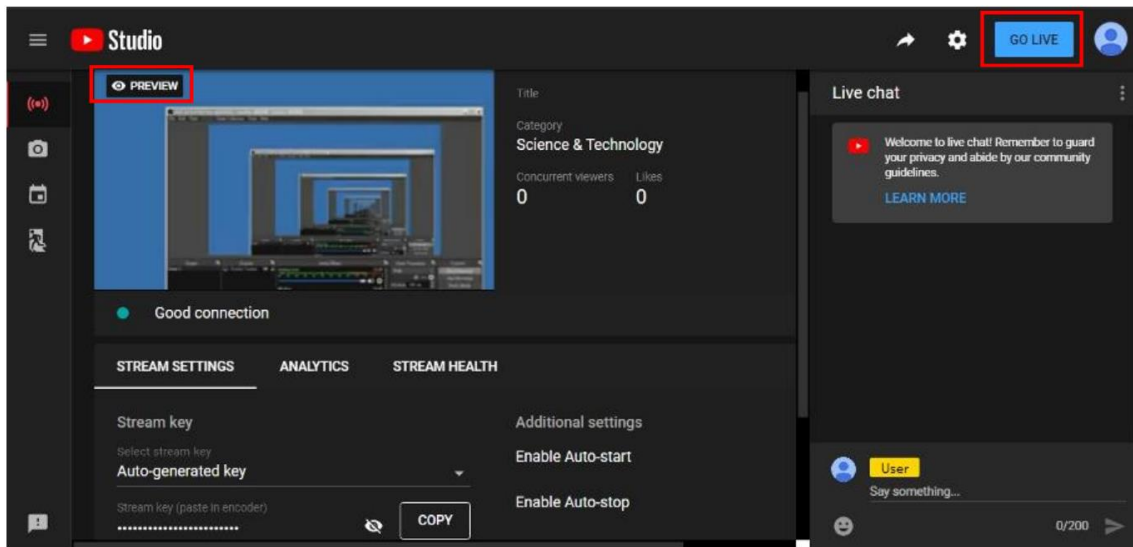 Studio
GO LIVE
PREVIEW
Title
Category
Science & Technology
Concurrent viewers Likes
0 0
Good connection
STREAM SETTINGS ANALYTICS STREAM HEALTH
Stream key
Select stream key
Auto-generated key
Stream key (paste in encoder)
••••••••••••••••••••••••
COPY
Additional settings
Enable Auto-start
Enable Auto-stop
Live chat
Welcome to live chat! Remember to guard
your privacy and abide by our community
guidelines.
LEARN MORE
User
Say something...
0/200